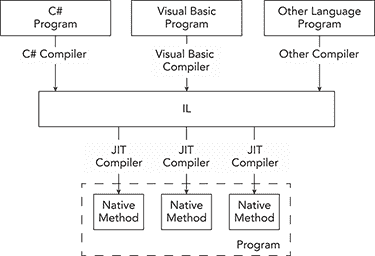 C#
Program
Visual Basic
Program
Other Language
Program
C# Compiler
Visual Basic
Compiler
Other Compiler
IL
JIT
Compiler
JIT
Compiler
JIT
Compiler
Native
Method
Native
Method
Native
Method
Program